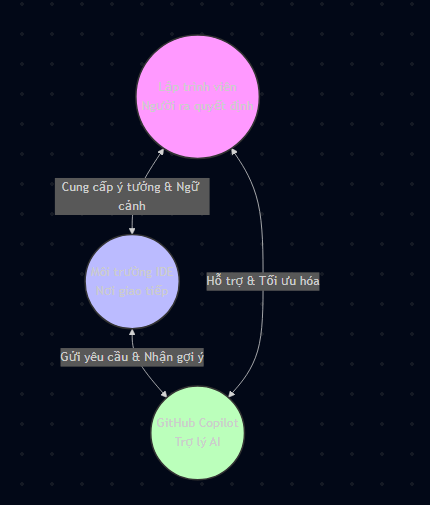 Lập trình viên
Người ra quyết định
Cung cấp ý tưởng & Ngữ
cảnh
Môi trường IDE
Nơi giao tiếp
Hỗ trợ & Tối ưu hóa
Gửi yêu cầu & Nhận gợi ý
GitHub Copilot
Trợ lý AI